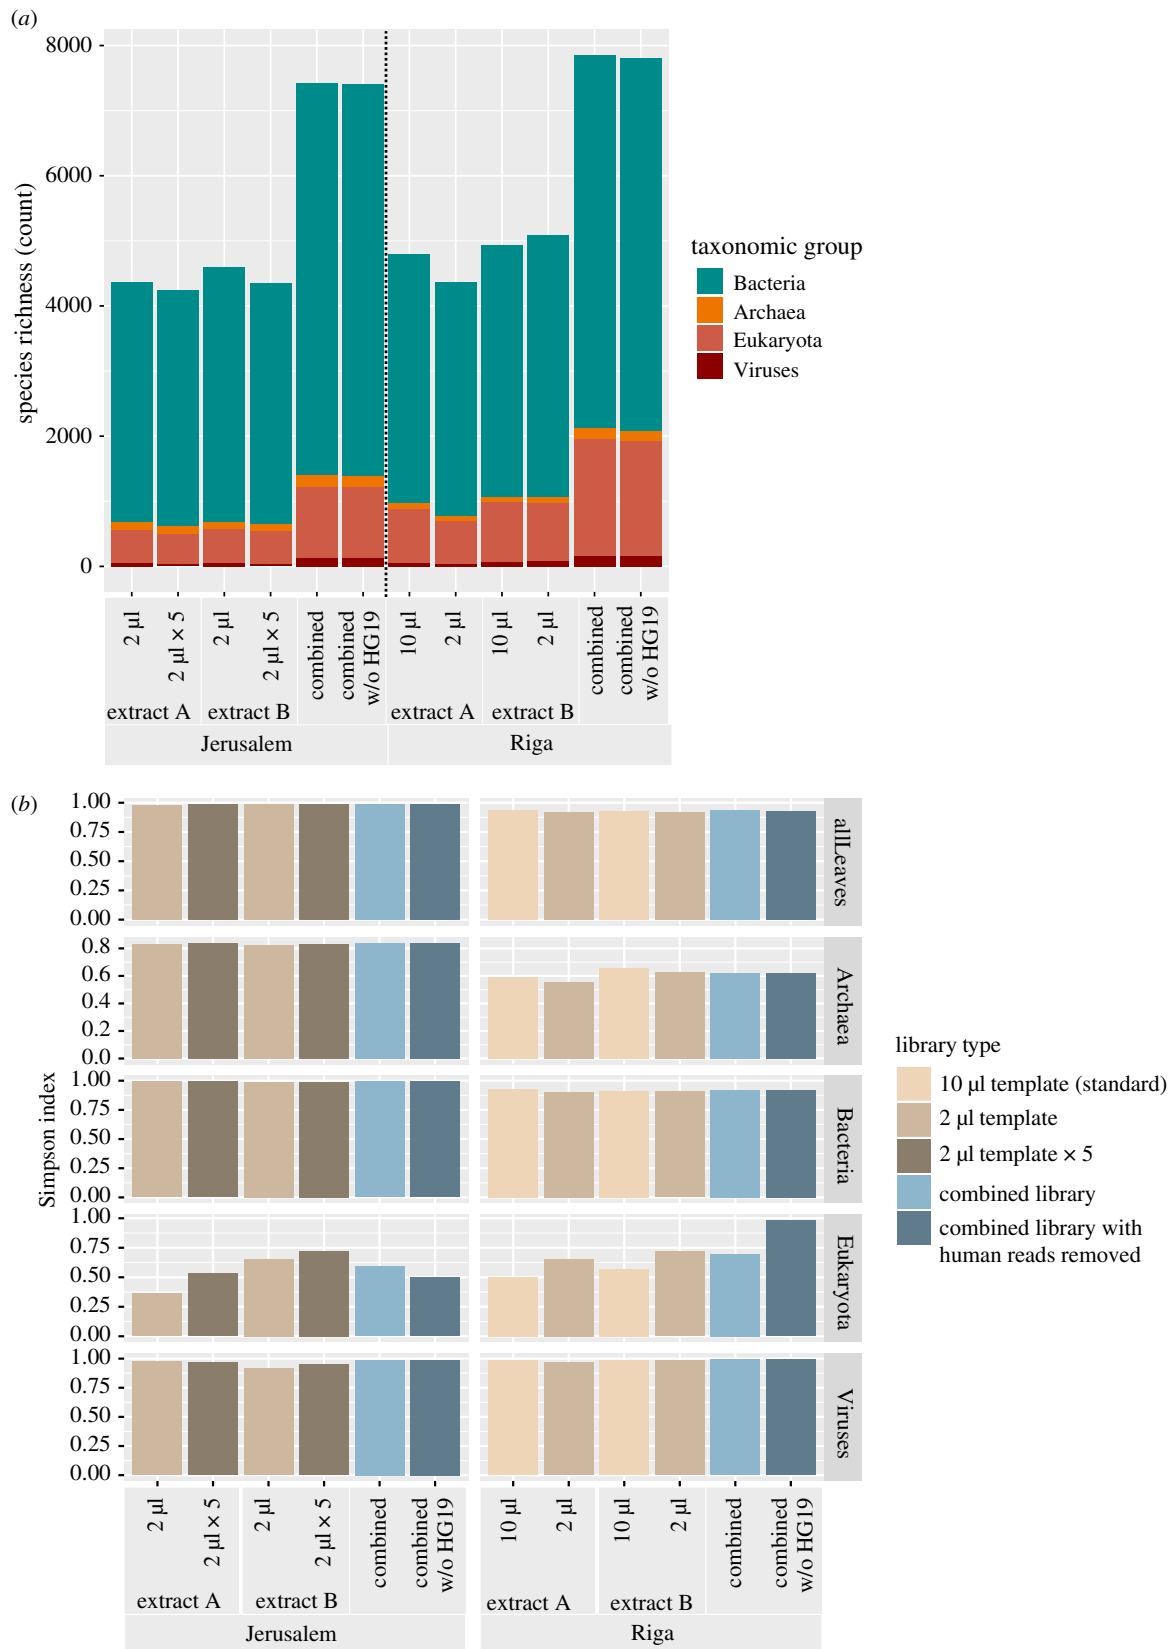 (a)
8000
6000
4000
2000
0
species richness (count)
taxonomic group
Bacteria
Archaea
Eukaryota
Viruses
2 µl
2 µl × 5
2 µl
2 µl × 5
combined
combined
w/o HG19
10 µl
2 µl
10 µl
2 µl
combined
combined
w/o HG19
extract A
extract B
extract A
extract B
Jerusalem
Riga
(b)
1.00
0.75
0.50
0.25
0.00
allLeaves
0.8
0.6
0.4
0.2
0.0
Archaea
1.00
0.75
0.50
0.25
0.00
Bacteria
1.00
0.75
0.50
0.25
0.00
Eukaryota
1.00
0.75
0.50
0.25
0.00
Viruses
Simpson index
library type
10 µl template (standard)
2 µl template
2 µl template × 5
combined library
combined library with
human reads removed
2 µl
2 µl × 5
2 µl
2 µl × 5
combined
combined
w/o HG19
10 µl
2 µl
10 µl
2 µl
combined
combined
w/o HG19
extract A
extract B
extract A
extract B
Jerusalem
Riga